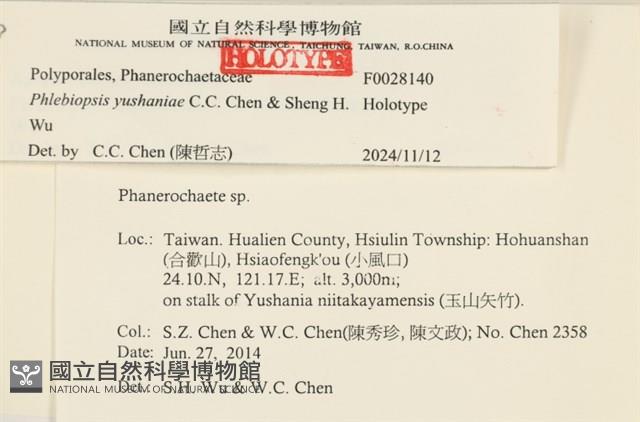 國立自然科學博物館
NATIONAL MUSEUM OF NATURAL SCIENCE, TAICHUNG, TAIWAN, R.O.CHINA
HOLOTYPE
Polyporales, Phanerochaetaceae F0028140
Phlebiopsis yushaniae C.C. Chen & Sheng H. Holotype
Wu
Det. by C.C. Chen (陳哲志) 2024/11/12
Phanerochaete sp.
Loc.: Taiwan. Hualien County, Hsiulin Township: Hohuanshan
(合歡山), Hsiaofengk'ou (小風口)
24.10.N, 121.17.E; alt. 3,000m;
on stalk of Yushania niitakayamensis (玉山矢竹).
Col.: S.Z. Chen & W.C. Chen(陳秀珍, 陳文政); No. Chen 2358
Date: Jun. 27, 2014
國立自然科學博物館
NATIONAL MUSEUM OF NATURAL SCIENCE, TAIWAN
Det.: S.H. Wu & W.C. Chen